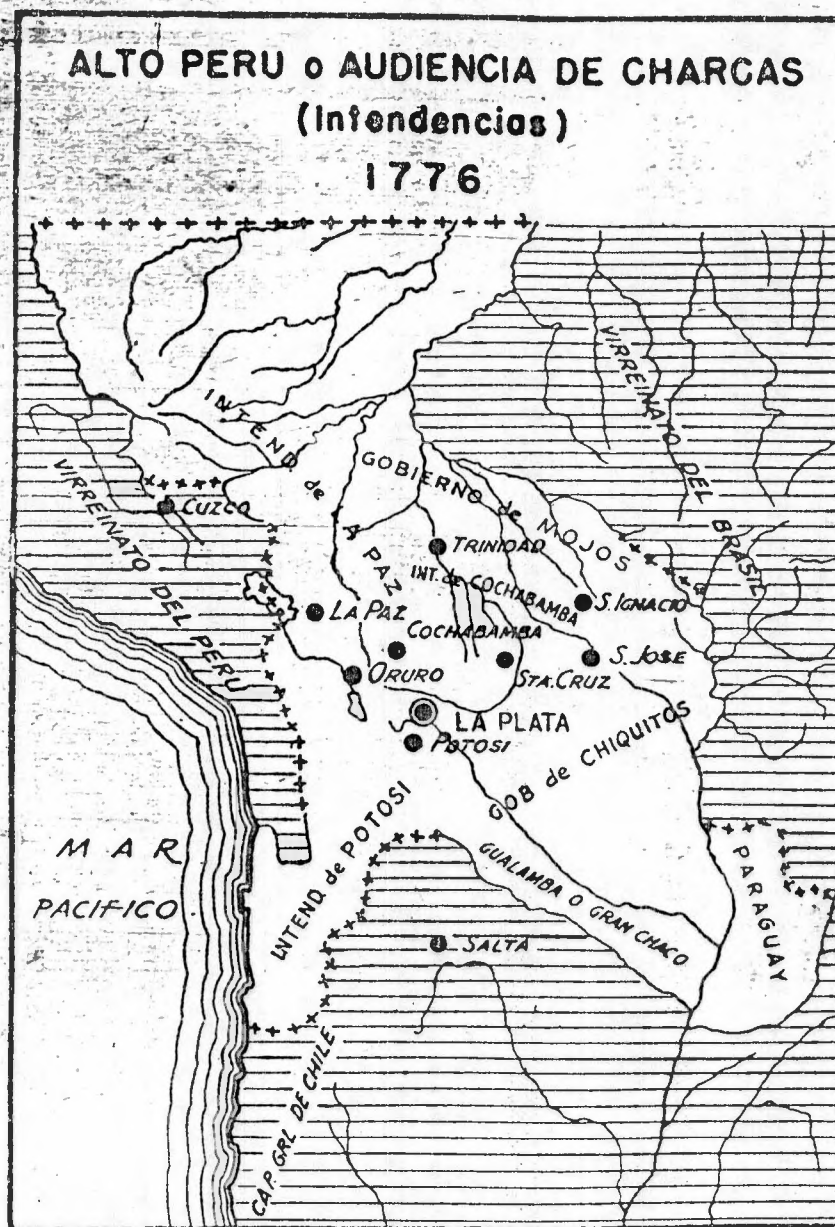 ALTO PERU o AUDIENCIA DE CHARCAS
(Intendencias)
1776
VIRREINATO DEL BRASIL
INTEND de LA PAZ
GOBIERNO de MOJOS
VIRREINATO DEL PERU
CUZCO
TRINIDAD
INT. de COCHABAMBA
S. IGNACIO
LA PAZ
COCHABAMBA
S. JOSE
ORURO
STA. CRUZ
LA PLATA
POTOSI
GOB de CHIQUITOS
INTEND. de POTOSI
GUALAMBA O GRAN CHACO
PARAGUAY
MAR
PACIFICO
SALTA
CAP. GRL. DE CHILE